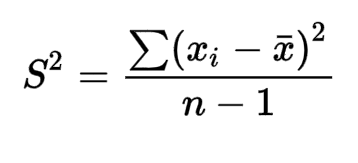 S² = ∑(xᵢ − x̄)² / n − 1